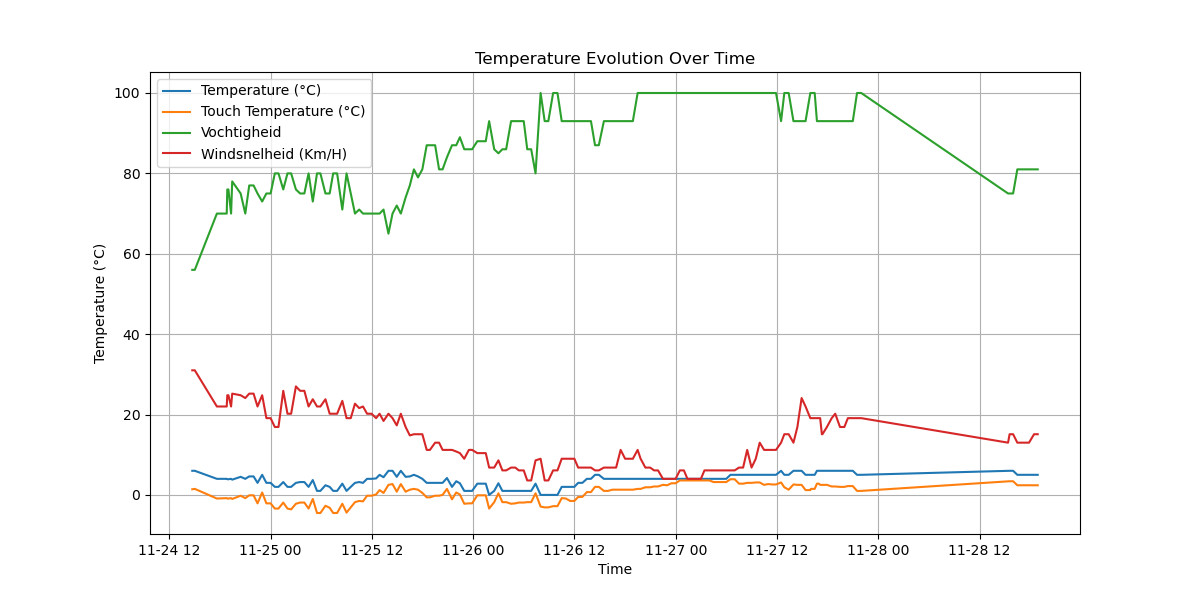 Temperature Evolution Over Time
Temperature (°C)
Touch Temperature (°C)
Vochtigheid
Windsnelheid (Km/H)
100
80
60
40
20
0
Temperature (°C)
11-24 12
11-25 00
11-25 12
11-26 00
11-26 12
11-27 00
11-27 12
11-28 00
11-28 12
Time